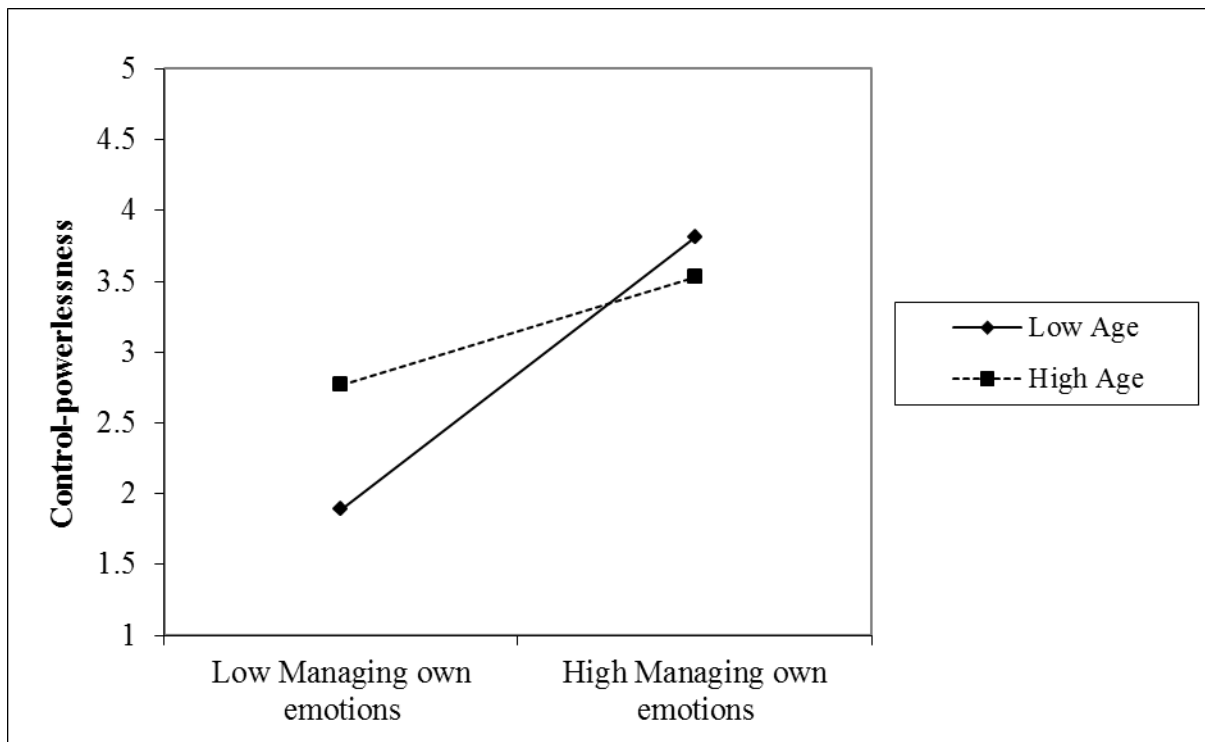 5
4.5
4
3.5
3
2.5
2
1.5
1
Control-powerlessness
Low Managing own
emotions
High Managing own
emotions
Low Age
High Age